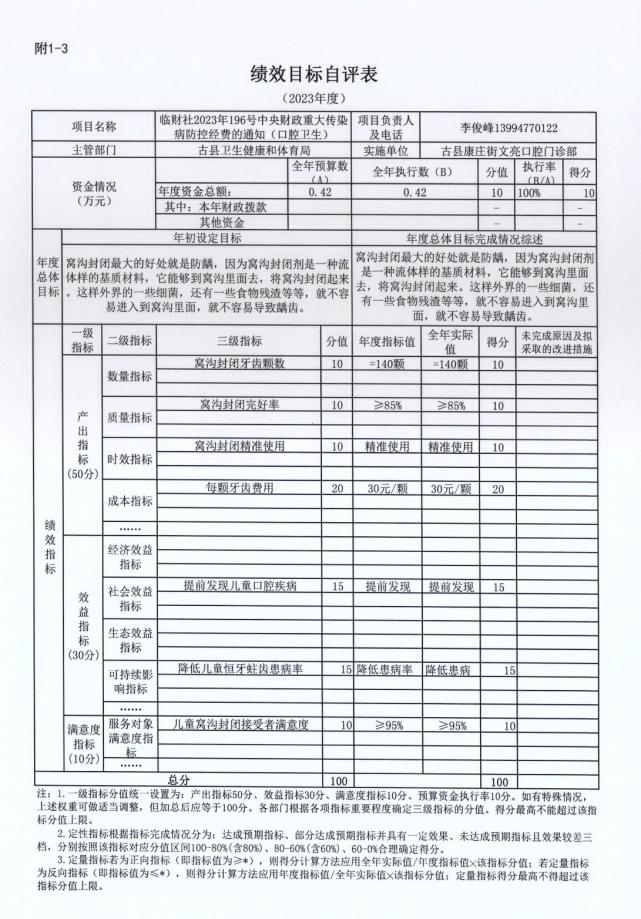 附1-3
绩效目标自评表
（2023年度）
项目名称 临财社2023年196号中央财政重大传染病防控经费的通知（口腔卫生） 项目负责人及电话 李俊峰13994770122
主管部门 古县卫生健康和体育局 实施单位 古县康庄街文亮口腔门诊部
资金情况（万元） 全年预算数（A） 全年执行数（B） 分值 执行率（B/A） 得分
年度资金总额： 0.42 0.42 10 100% 10
其中：本年财政拨款 － －
其他资金 － －
年度总体目标 年初设定目标 年度总体目标完成情况综述
窝沟封闭最大的好处就是防龋，因为窝沟封闭剂是一种流
体样的基质材料，它能够到窝沟里面去，将窝沟封闭起来
。这样外界的一些细菌，还有一些食物残渣等等，就不容
易进入到窝沟里面，就不容易导致龋齿。
窝沟封闭最大的好处就是防龋，因为窝沟封闭剂
是一种流体样的基质材料，它能够到窝沟里面
去，将窝沟封闭起来。这样外界的一些细菌，还
有一些食物残渣等等，就不容易进入到窝沟里
面，就不容易导致龋齿。
绩效指标
一级指标 二级指标 三级指标 分值 年度指标值 全年实际值 得分 未完成原因及拟采取的改进措施
产出指标(50分)
数量指标 窝沟封闭牙齿颗数 10 =140颗 =140颗 10
质量指标 窝沟封闭完好率 10 ≥85% ≥85% 10
时效指标 窝沟封闭精准使用 10 精准使用 精准使用 10
成本指标 每颗牙齿费用 20 30元/颗 30元/颗 20
……
效益指标(30分)
经济效益指标
社会效益指标 提前发现儿童口腔疾病 15 提前发现 提前发现 15
生态效益指标
可持续影响指标 降低儿童恒牙蛀齿患病率 15 降低患病率 降低患病 15
……
满意度指标(10分)
服务对象满意度指标 儿童窝沟封闭接受者满意度 10 ≥95% ≥95% 10
……
总分 100 100
注：1.一级指标分值统一设置为：产出指标50分、效益指标30分、满意度指标10分、预算资金执行率10分。如有特殊情况，
上述权重可做适当调整，但加总后应等于100分。各部门根据各项指标重要程度确定三级指标的分值。得分最高不能超过该指
标分值上限。
2.定性指标根据指标完成情况分为：达成预期指标、部分达成预期指标并具有一定效果、未达成预期指标且效果较差三
档，分别按照该指标对应分值区间100-80%(含80%)、80-60%(含60%)、60-0%合理确定得分。
3.定量指标若为正向指标（即指标值为≥*），则得分计算方法应用全年实际值/年度指标值×该指标分值；若定量指标
为反向指标（即指标值为≤*），则得分计算方法应用年度指标值/全年实际值×该指标分值；定量指标得分最高不得超过该
指标分值上限。